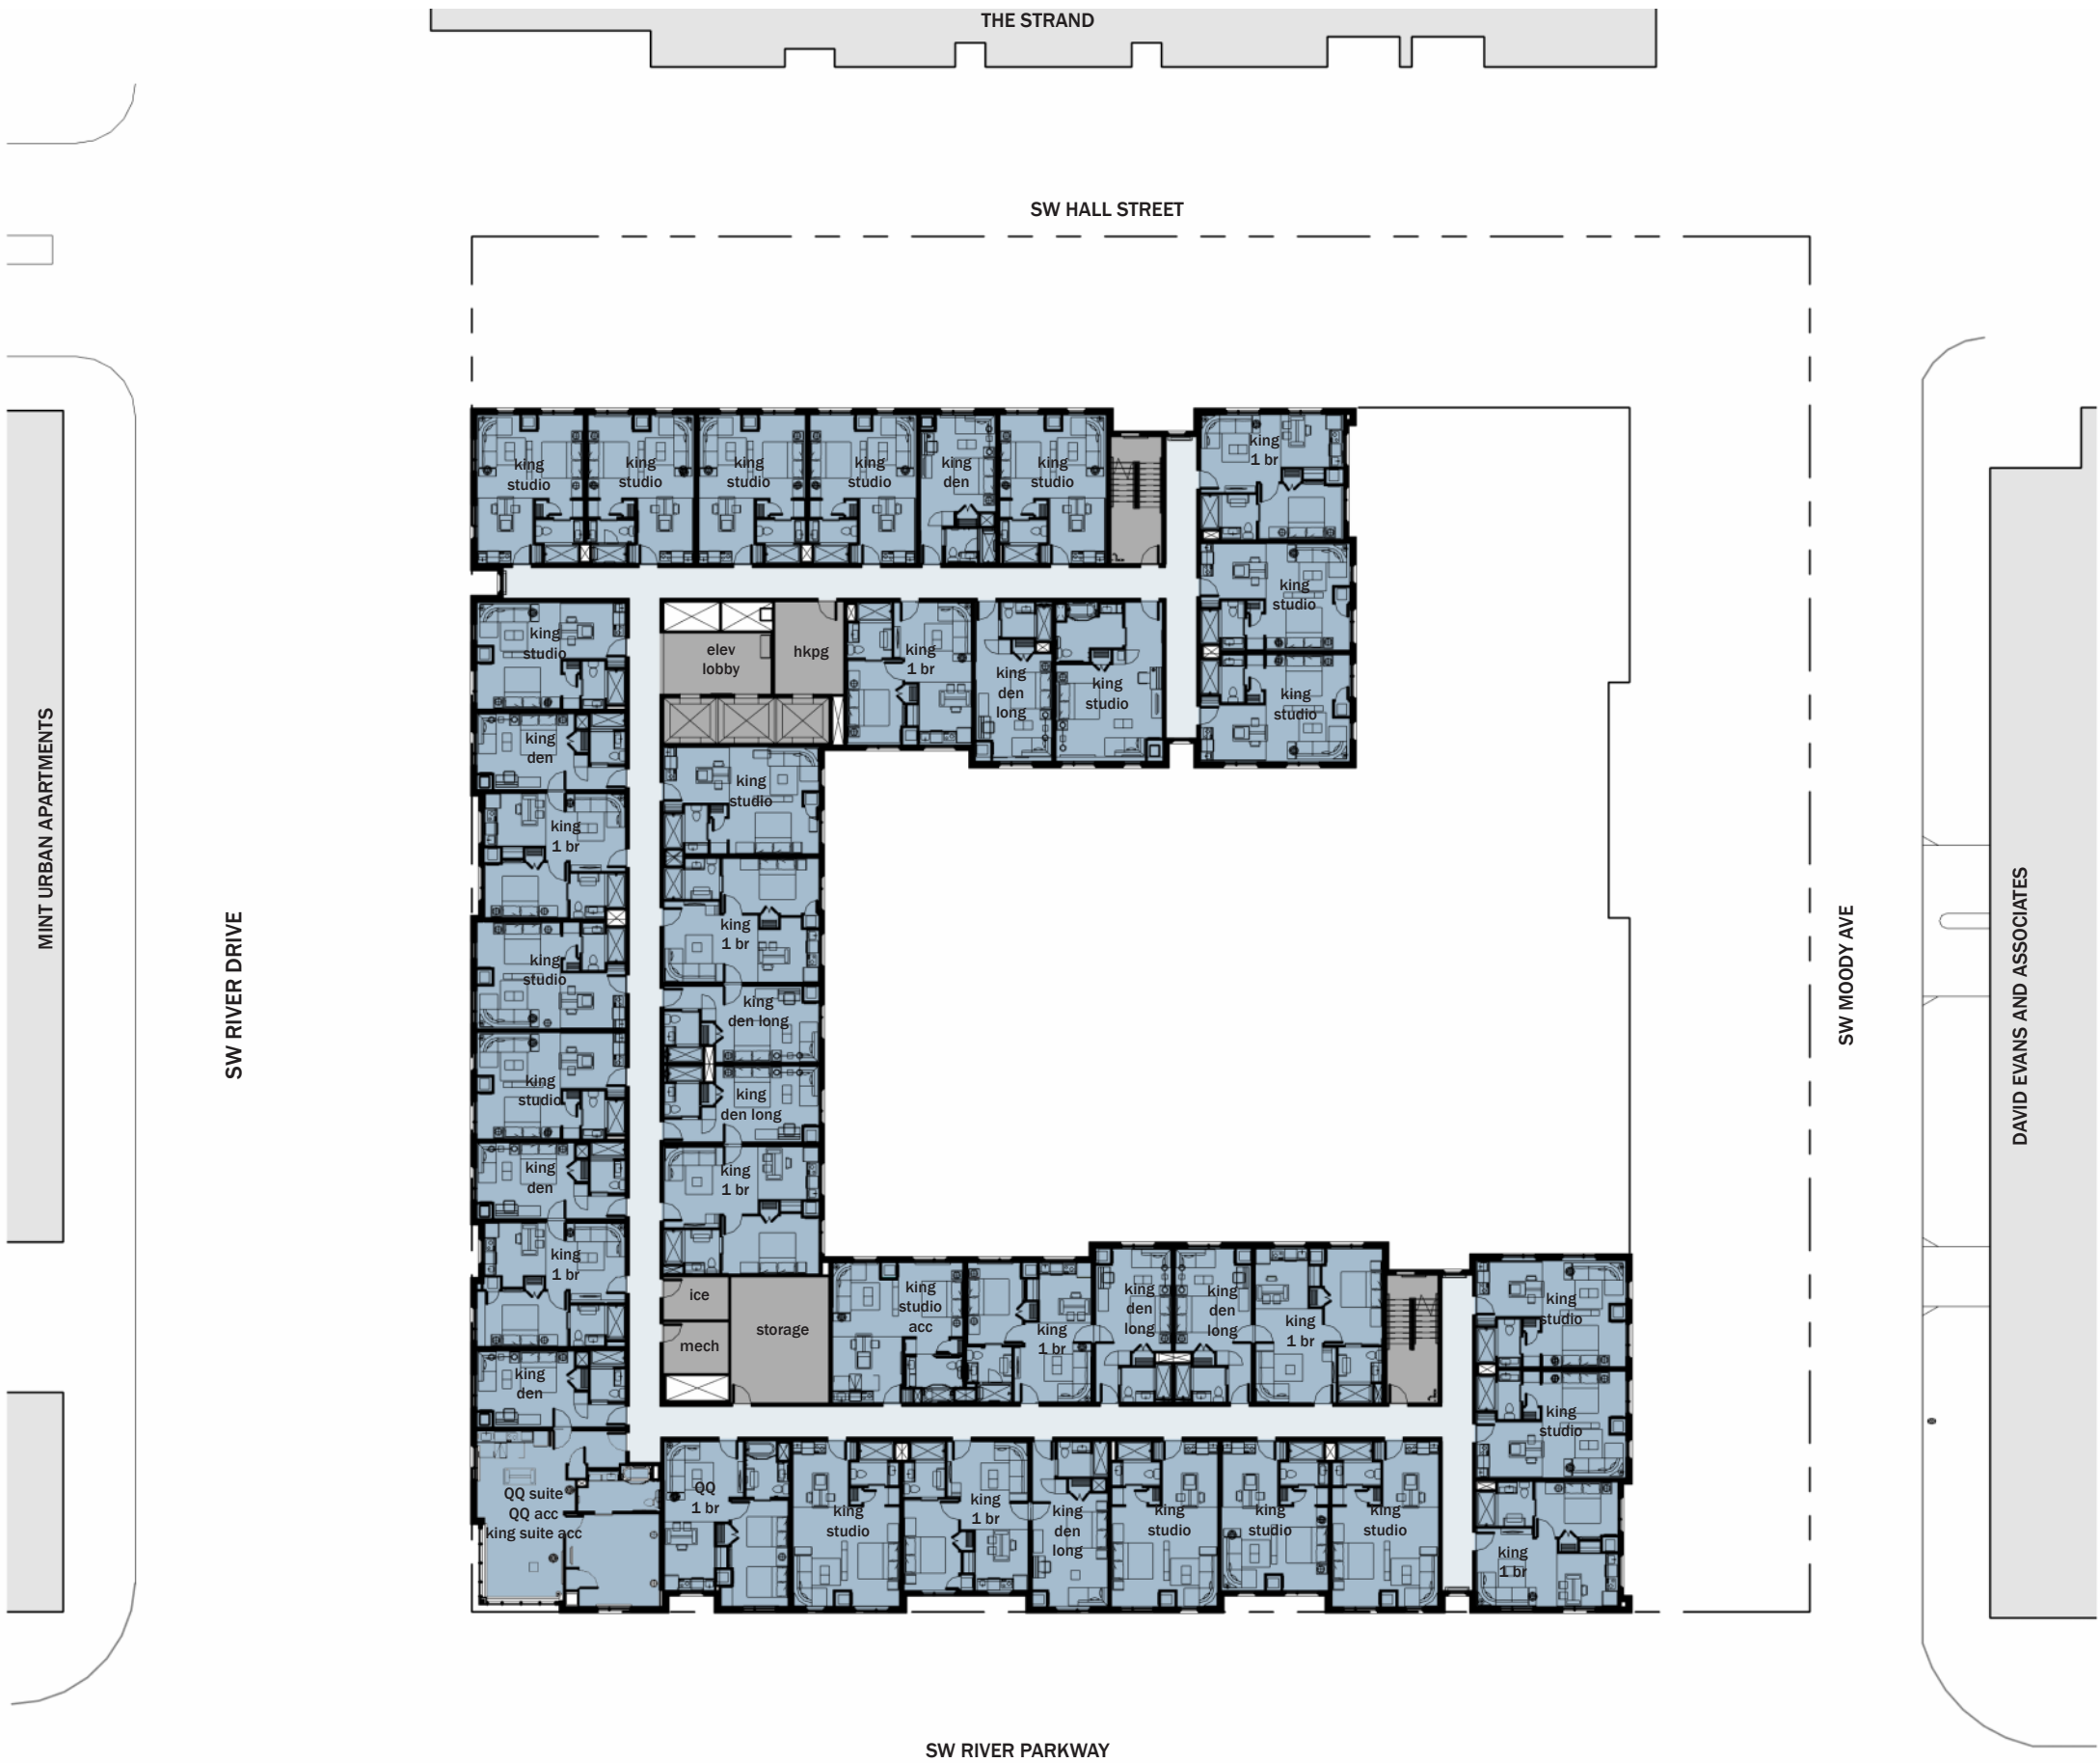 THE STRAND
SW HALL STREET
king
studio
king
studio
king
studio
king
studio
king
den
king
studio
king
1 br
king
studio
king
studio
elev
lobby
hkpg
king
1 br
king
den
long
king
studio
king
studio
king
den
king
1 br
king
studio
king
studio
king
den
king
1 br
king
den
king
studio
king
1 br
king
den long
king
den long
king
1 br
ice
mech
storage
king
studio
acc
king
1 br
king
den
long
king
den
long
king
1 br
king
studio
king
studio
king
1 br
QQ suite
QQ acc
king suite acc
QQ
1 br
king
studio
king
1 br
king
den
long
king
studio
king
studio
king
studio
MINT URBAN APARTMENTS
SW RIVER DRIVE
SW MOODY AVE
DAVID EVANS AND ASSOCIATES
SW RIVER PARKWAY